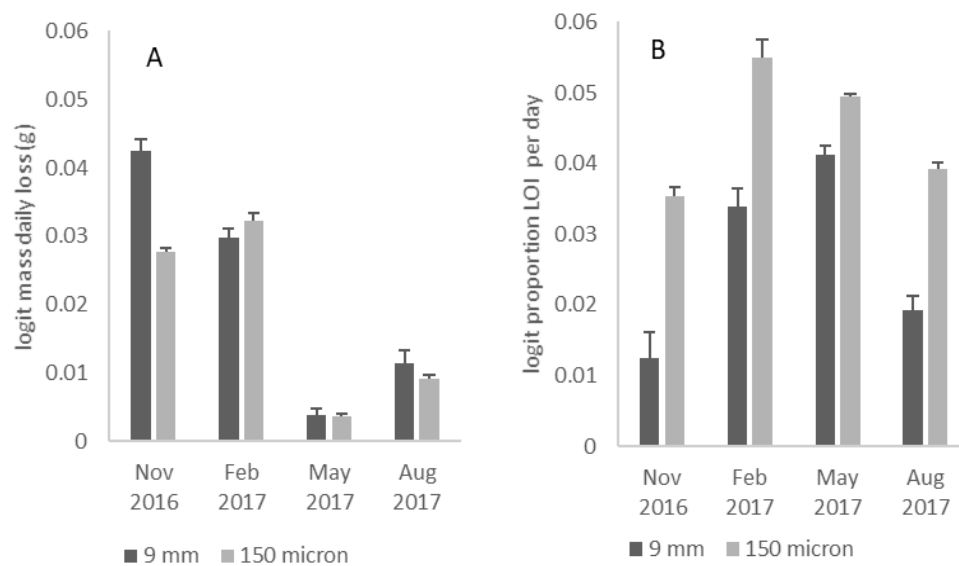 A
logit mass daily loss (g)
0.06
0.05
0.04
0.03
0.02
0.01
0
Nov 2016
Feb 2017
May 2017
Aug 2017
9 mm
150 micron
B
logit proportion LOI per day
0.06
0.05
0.04
0.03
0.02
0.01
0
Nov 2016
Feb 2017
May 2017
Aug 2017
9 mm
150 micron